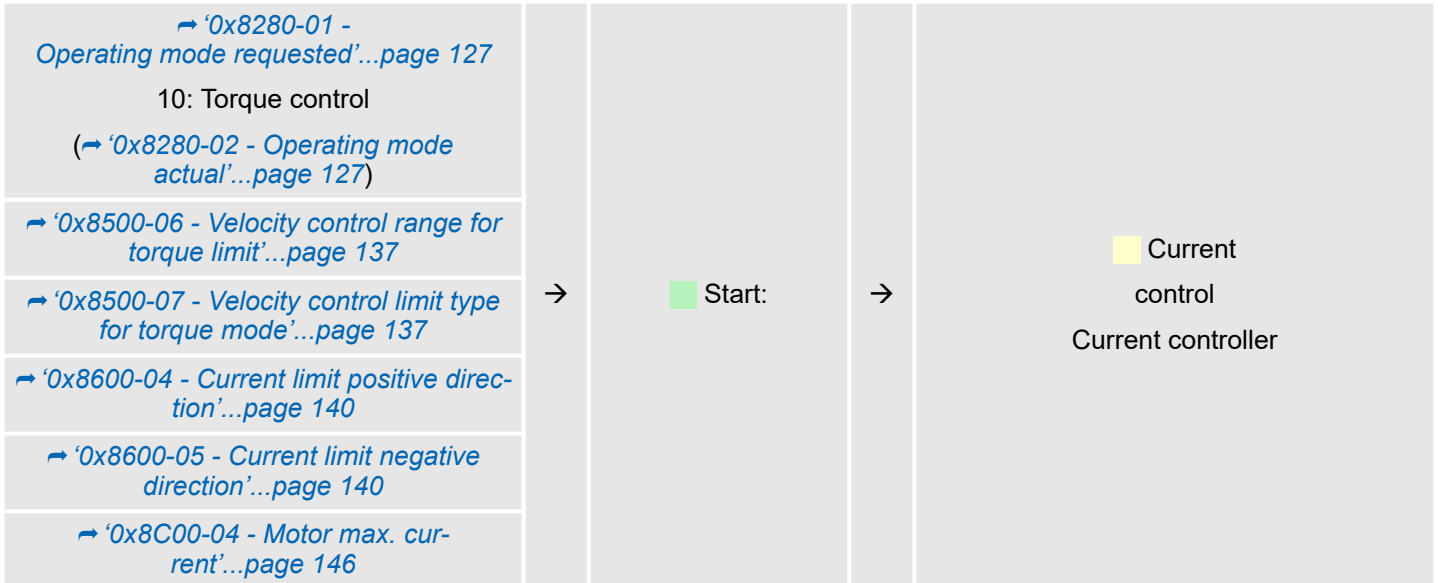 ➦ ‘0x8280-01 -
Operating mode requested’...page 127
10: Torque control
(➦ ‘0x8280-02 - Operating mode
actual’...page 127)
➦ ‘0x8500-06 - Velocity control range for
torque limit’...page 137
➦ ‘0x8500-07 - Velocity control limit type
for torque mode’...page 137
➦ ‘0x8600-04 - Current limit positive direc-
tion’...page 140
➦ ‘0x8600-05 - Current limit negative
direction’...page 140
➦ ‘0x8C00-04 - Motor max. cur-
rent’...page 146
→
Start:
→
Current
control
Current controller